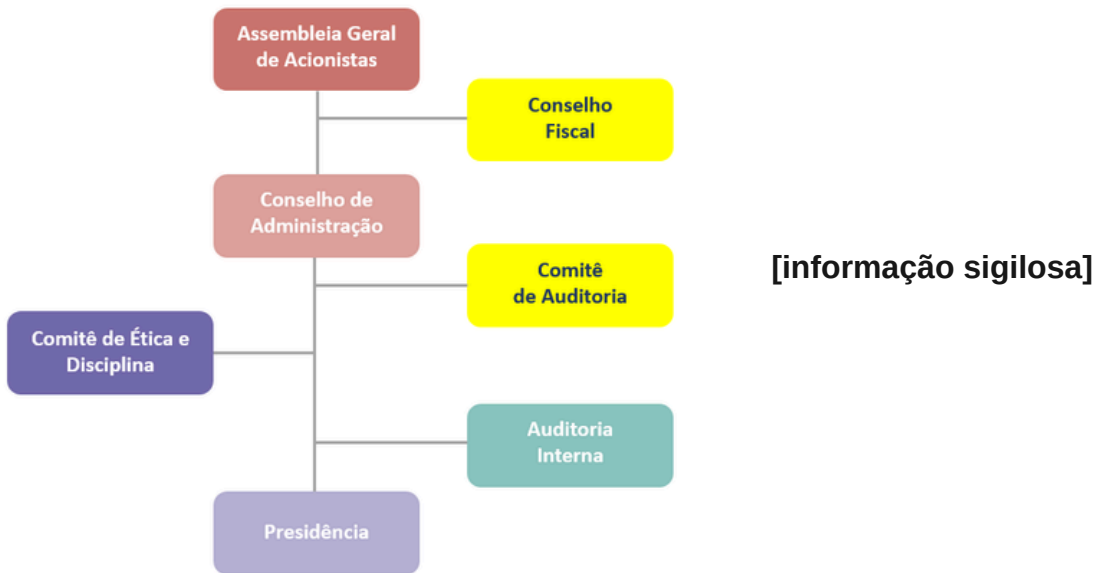 Assembleia Geral
de Acionistas
Conselho
Fiscal
Conselho de
Administração
Comitê
de Auditoria
[informação sigilosa]
Comitê de Ética e
Disciplina
Auditoria
Interna
Presidência